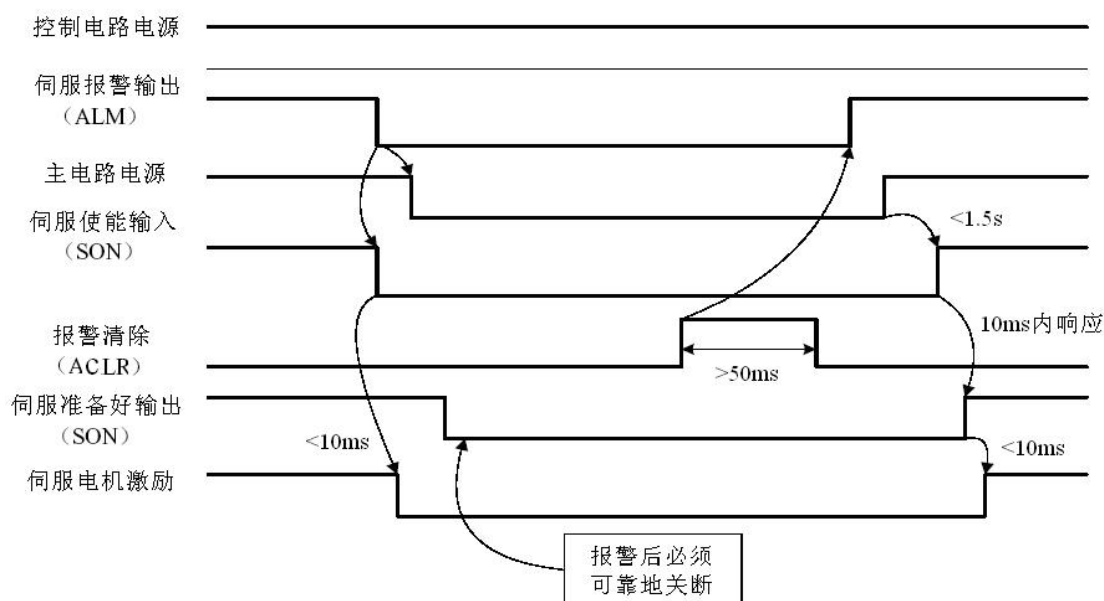 控制电路电源
伺服报警输出
（ALM）
主电路电源
伺服使能输入
（SON）
<1.5s
报警清除
（ACLR）
>50ms
10ms内响应
伺服准备好输出
（SON）
<10ms
<10ms
伺服电机激励
报警后必须
可靠地关断